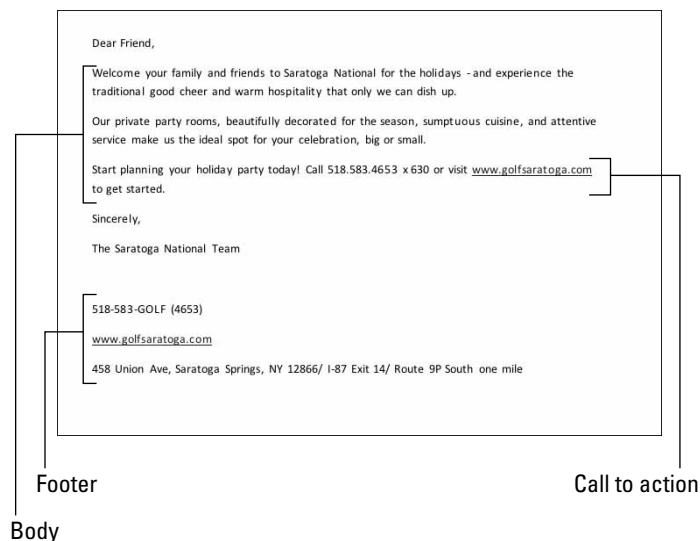 Dear Friend,
Welcome your family and friends to Saratoga National for the holidays - and experience the
traditional good cheer and warm hospitality that only we can dish up.
Our private party rooms, beautifully decorated for the season, sumptuous cuisine, and attentive
service make us the ideal spot for your celebration, big or small.
Start planning your holiday party today! Call 518.583.4653 x 630 or visit www.golfsaratoga.com
to get started.
Sincerely,
The Saratoga National Team
518-583-GOLF (4653)
www.golfsaratoga.com
458 Union Ave, Saratoga Springs, NY 12866/ I-87 Exit 14/ Route 9P South one mile
Footer
Call to action
Body